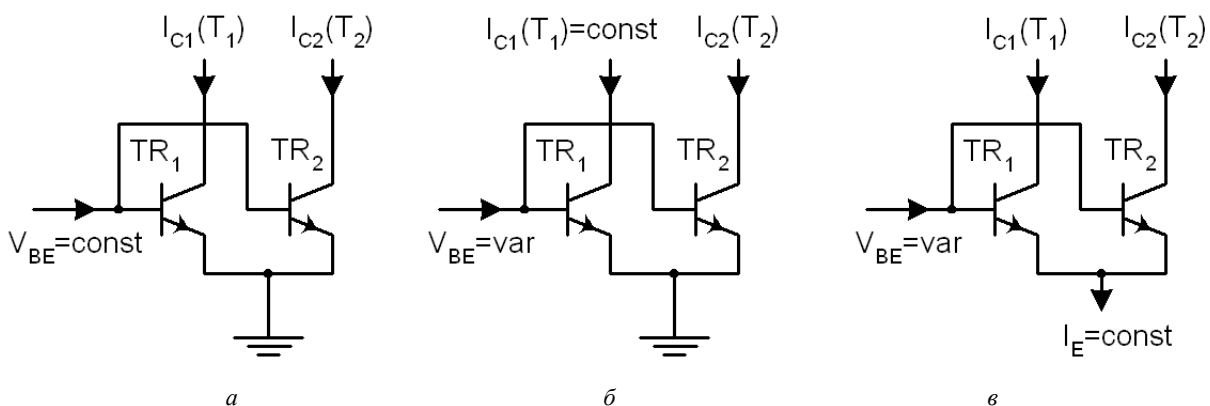 I_C1(T_1) I_C2(T_2) I_C1(T_1)=const I_C2(T_2) I_C1(T_1) I_C2(T_2)
TR_1 TR_2 TR_1 TR_2 TR_1 TR_2
V_BE=const V_BE=var V_BE=var
I_E=const
а б в